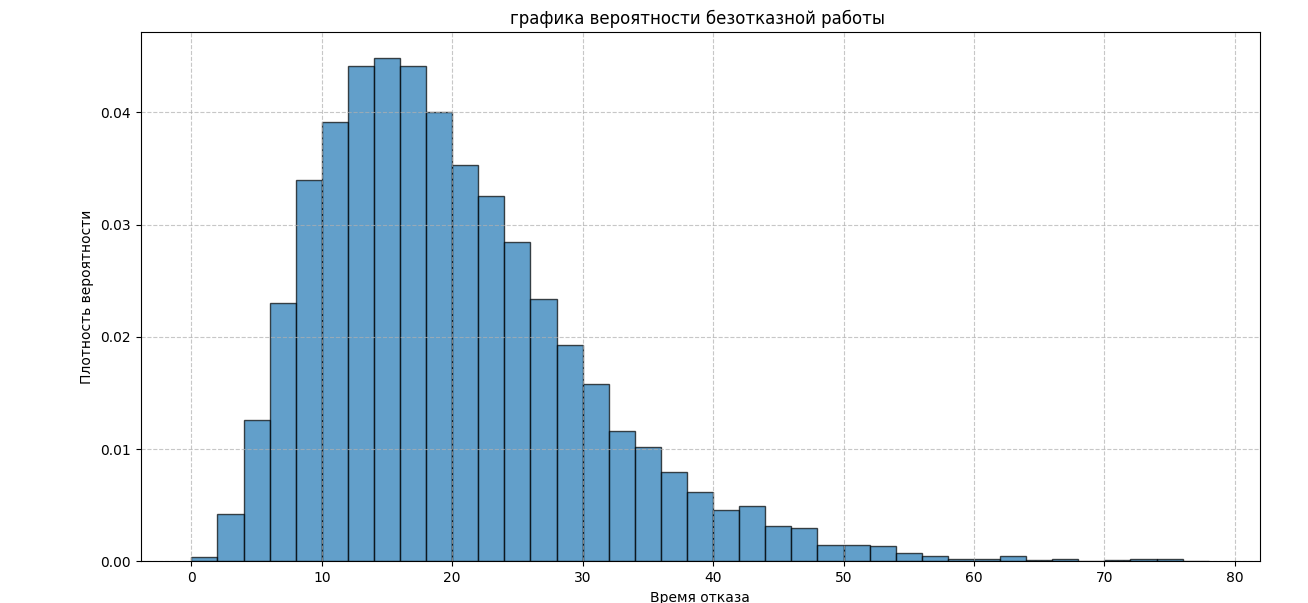 графика вероятности безотказной работы
Плотность вероятности
0.04
0.03
0.02
0.01
0.00
0 10 20 30 40 50 60 70 80
Время отказа